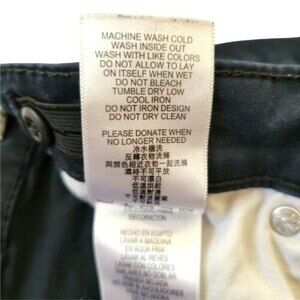 MACHINE WASH COLD
WASH INSIDE OUT
WASH WITH LIKE COLORS
DO NOT ALLOW TO LAY
ON ITSELF WHEN WET
DO NOT BLEACH
TUMBLE DRY LOW
COOL IRON
DO NOT IRON DESIGN
DO NOT DRY CLEAN
PLEASE DONATE WHEN
NO LONGER NEEDED
冷水機洗
反轉衣物洗滌
與顏色相近衣物一起洗滌
濕時不可平放
不可漂白
低溫烘乾
低溫熨燙
DECORACION
HECHO EN EGIPTO
LAVAR A MAQUINA
EN AGUA FRIA
LAVAR AL REVES
LAVAR CON COLORES